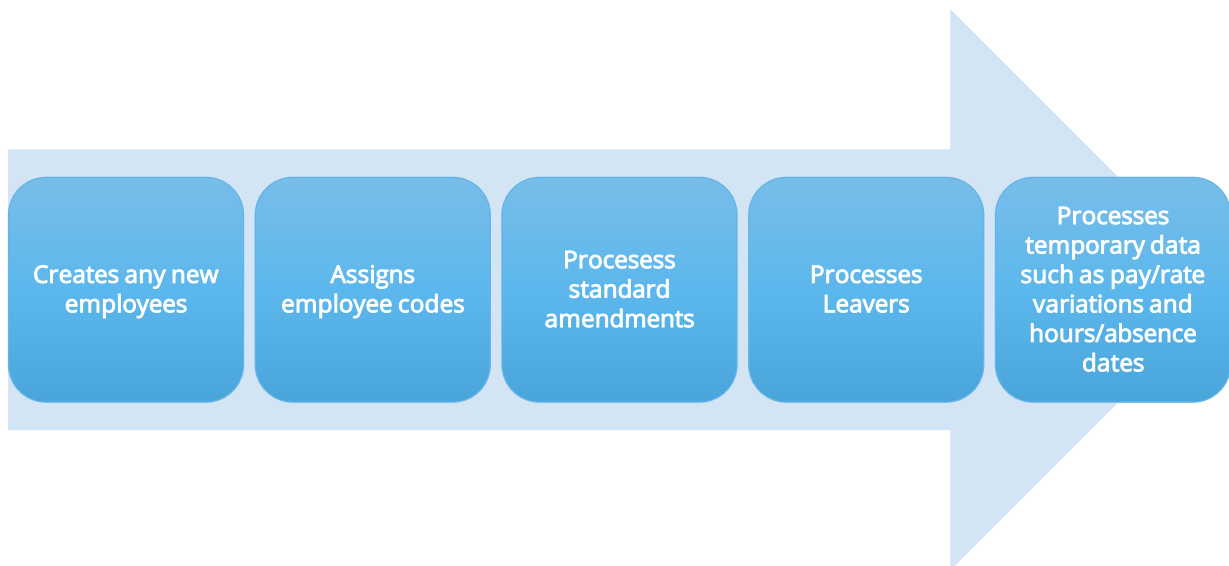 Creates any new
employees
Assigns
employee codes
Procesess
standard
amendments
Processes
Leavers
Processes
temporary data
such as pay/rate
variations and
hours/absence
dates